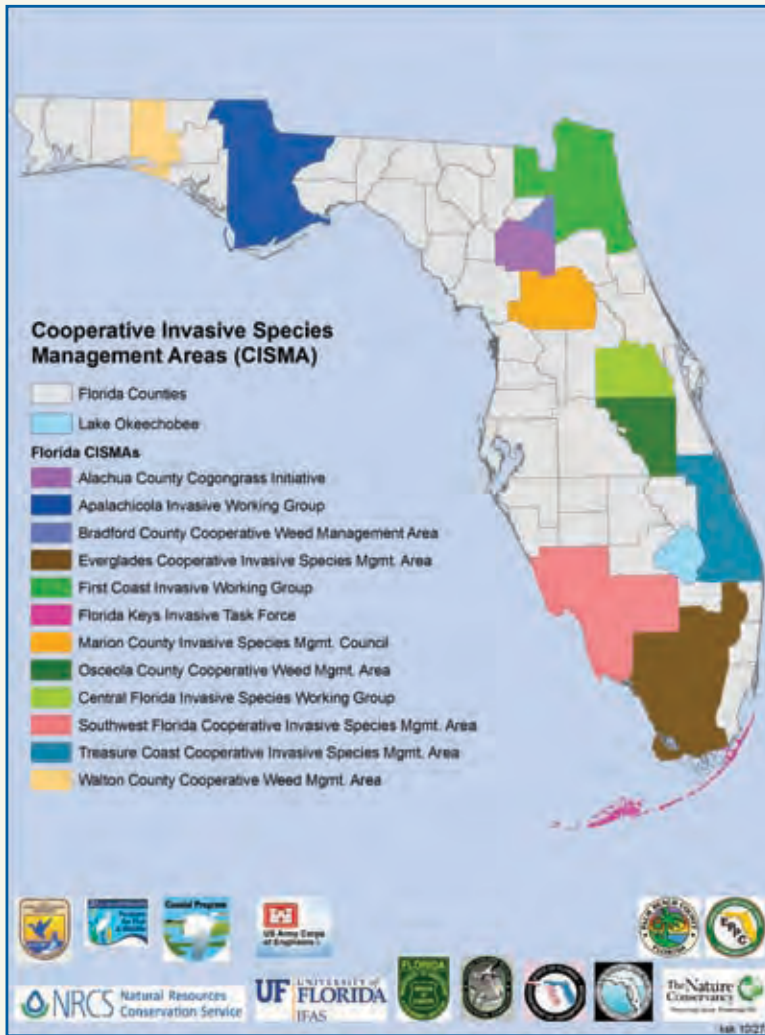 Cooperative Invasive Species
Management Areas (CISMA)
Florida Counties
Lake Okeechobee
Florida CISMAs
Alachua County Cogongrass Initiative
Apalachicola Invasive Working Group
Bradford County Cooperative Weed Management Area
Everglades Cooperative Invasive Species Mgmt. Area
First Coast Invasive Working Group
Florida Keys Invasive Task Force
Marion County Invasive Species Mgmt. Council
Osceola County Cooperative Weed Mgmt. Area
Central Florida Invasive Species Working Group
Southwest Florida Cooperative Invasive Species Mgmt. Area
Treasure Coast Cooperative Invasive Species Mgmt. Area
Walton County Cooperative Weed Mgmt. Area
Coastal Program
US Army Corps
of Engineers
PALM BEACH COUNTY
FLORIDA
NRCS Natural Resources
Conservation Service
UF UNIVERSITY of
FLORIDA
IFAS
FLORIDA
The Nature
Conservancy